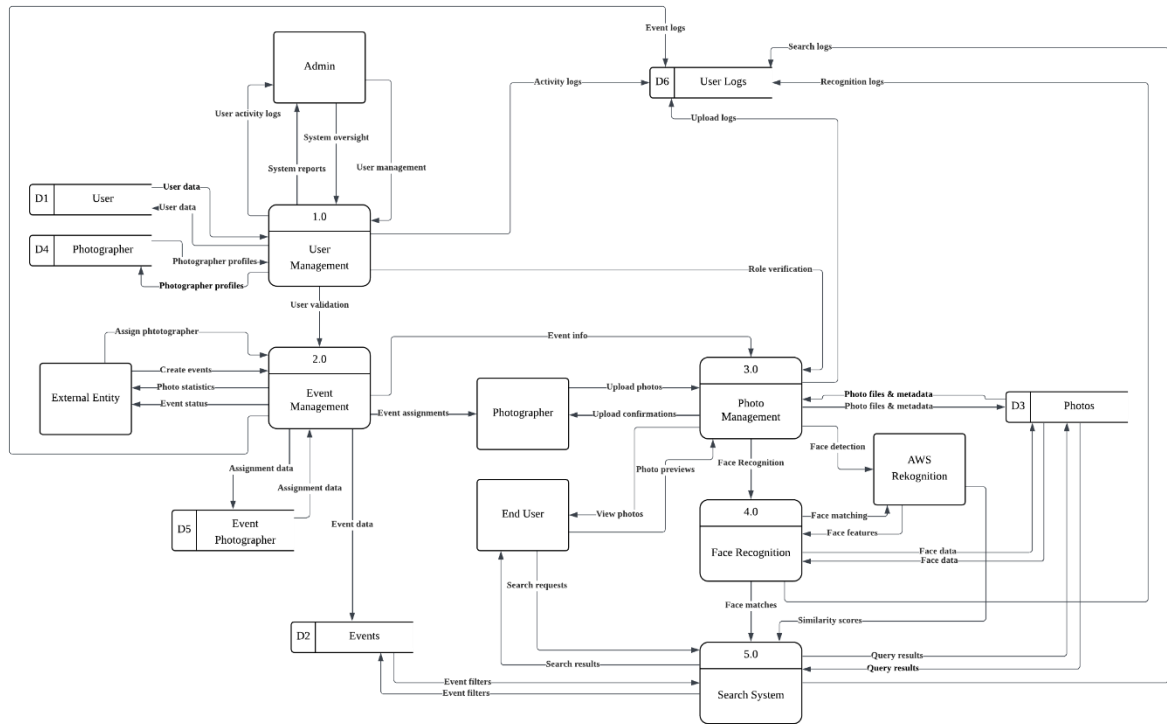 Event logs
Search logs
Admin
D6
User Logs
Activity logs
Recognition logs
User activity logs
Upload logs
System oversight
System reports
User management
D1
User
User data
User data
1.0
User
Management
D4
Photographer
Photographer profiles
Photographer profiles
Role verification
User validation
Assign phtotographer
Event info
2.0
Event
Management
External Entity
Create events
Photo statistics
Event status
3.0
Photo
Management
Photographer
Upload photos
Upload confirmations
Event assignments
Photo files & metadata
Photo files & metadata
D3
Photos
Face detection
AWS
Rekognition
Assignment data
Assignment data
Face Recognition
Photo previews
End User
View photos
4.0
Face Recognition
Face matching
Face features
D5
Event
Photographer
Event data
Face data
Face data
Search requests
Face matches
Similarity scores
D2
Events
5.0
Search System
Search results
Query results
Query results
Event filters
Event filters